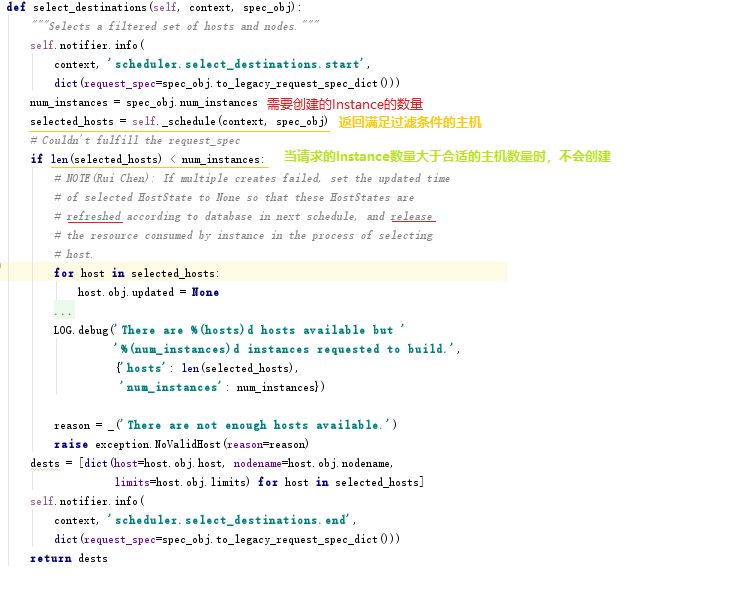 def select_destinations(self, context, spec_obj):
"""Selects a filtered set of hosts and nodes."""
self.notifier.info(
context, 'scheduler.select_destinations.start',
dict(request_spec=spec_obj.to_legacy_request_spec_dict()))
num_instances = spec_obj.num_instances 需要创建的Instance的数量
selected_hosts = self._schedule(context, spec_obj) 返回满足过滤条件的主机
# Couldn't fulfill the request_spec
if len(selected_hosts) < num_instances: 当请求的Instance数量大于合适的主机数量时，不会创建
# NOTE(Rui Chen): If multiple creates failed, set the updated time
# of selected HostState to None so that these HostStates are
# refreshed according to database in next schedule, and release
# the resource consumed by instance in the process of selecting
# host.
for host in selected_hosts:
host.obj.updated = None
...
LOG.debug('There are %(hosts)d hosts available but '
'%(num_instances)d instances requested to build.',
{'hosts': len(selected_hosts),
'num_instances': num_instances})
reason = _('There are not enough hosts available.')
raise exception.NoValidHost(reason=reason)
dests = [dict(host=host.obj.host, nodename=host.obj.nodename,
limits=host.obj.limits) for host in selected_hosts]
self.notifier.info(
context, 'scheduler.select_destinations.end',
dict(request_spec=spec_obj.to_legacy_request_spec_dict()))
return dests